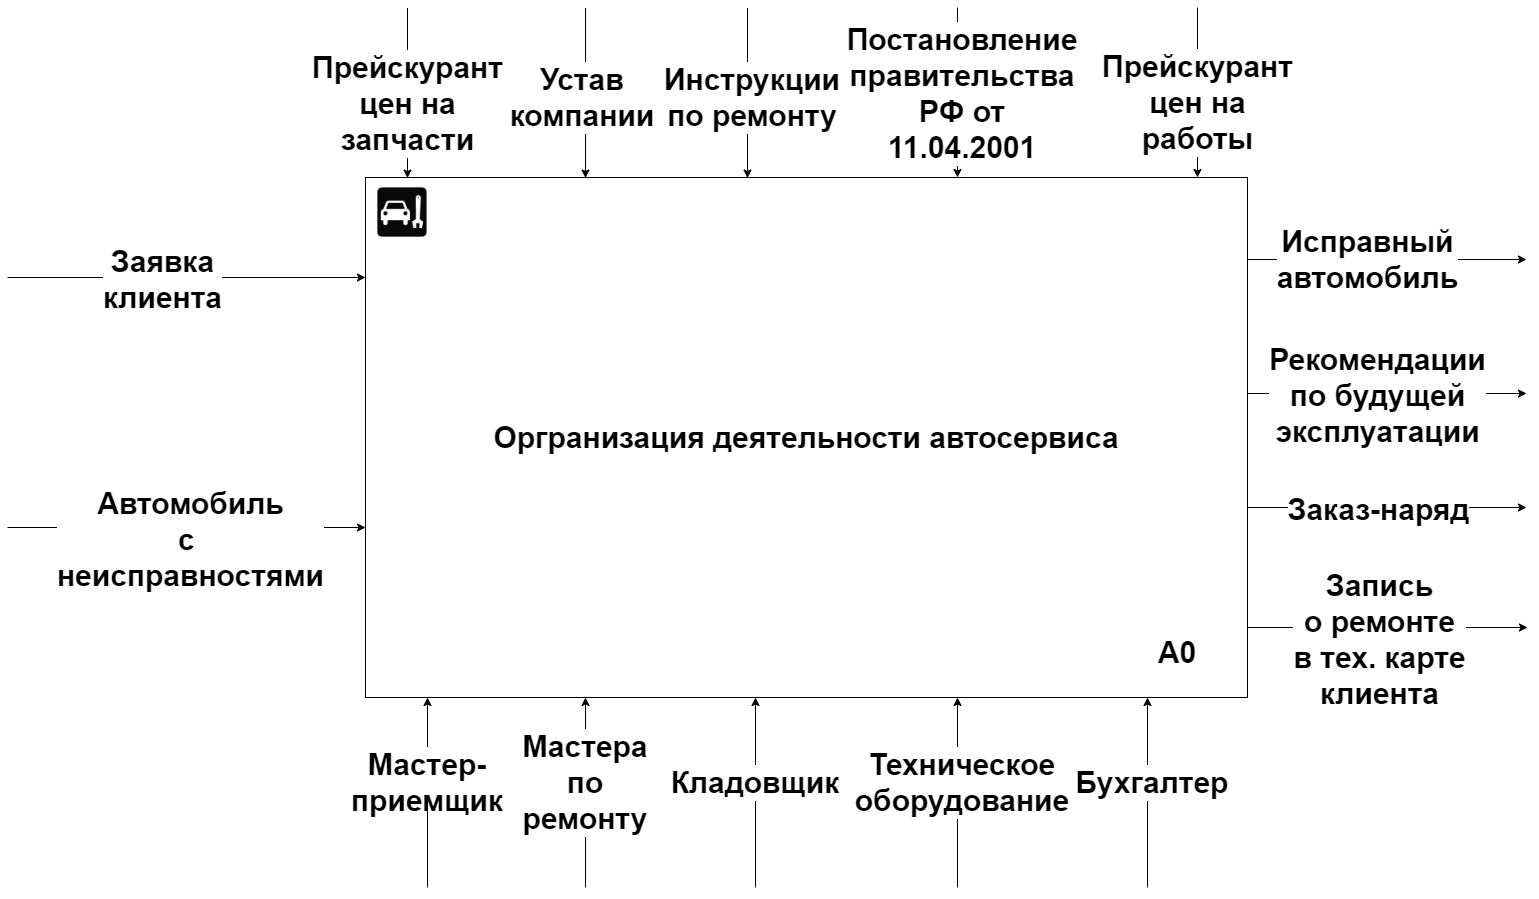 Прейскурант
цен на
запчасти
Устав
компании
Инструкции
по ремонту
Постановление
правительства
РФ от
11.04.2001
Прейскурант
цен на
работы
Заявка
клиента
Автомобиль
с
неисправностями
Оргранизация деятельности автосервиса
А0
Исправный
автомобиль
Рекомендации
по будущей
эксплуатации
Заказ-наряд
Запись
о ремонте
в тех. карте
клиента
Мастер-
приемщик
Мастера
по
ремонту
Кладовщик
Техническое
оборудование
Бухгалтер